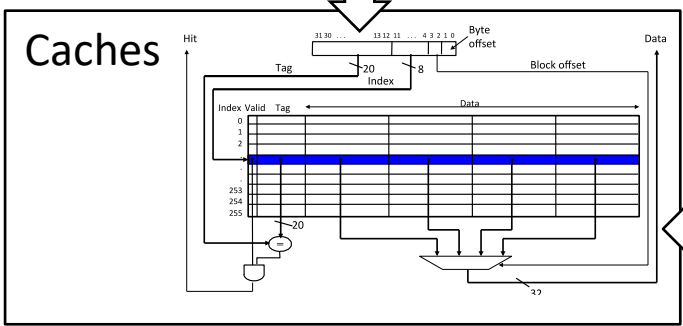 Caches
Hit
31 30 ... 13 12 11 ... 4 3 2 1 0
Byte offset
Data
Tag
20
8
Index
Block offset
Index Valid Tag
Data
0
1
2
.
.
.
253
254
255
20
=
32